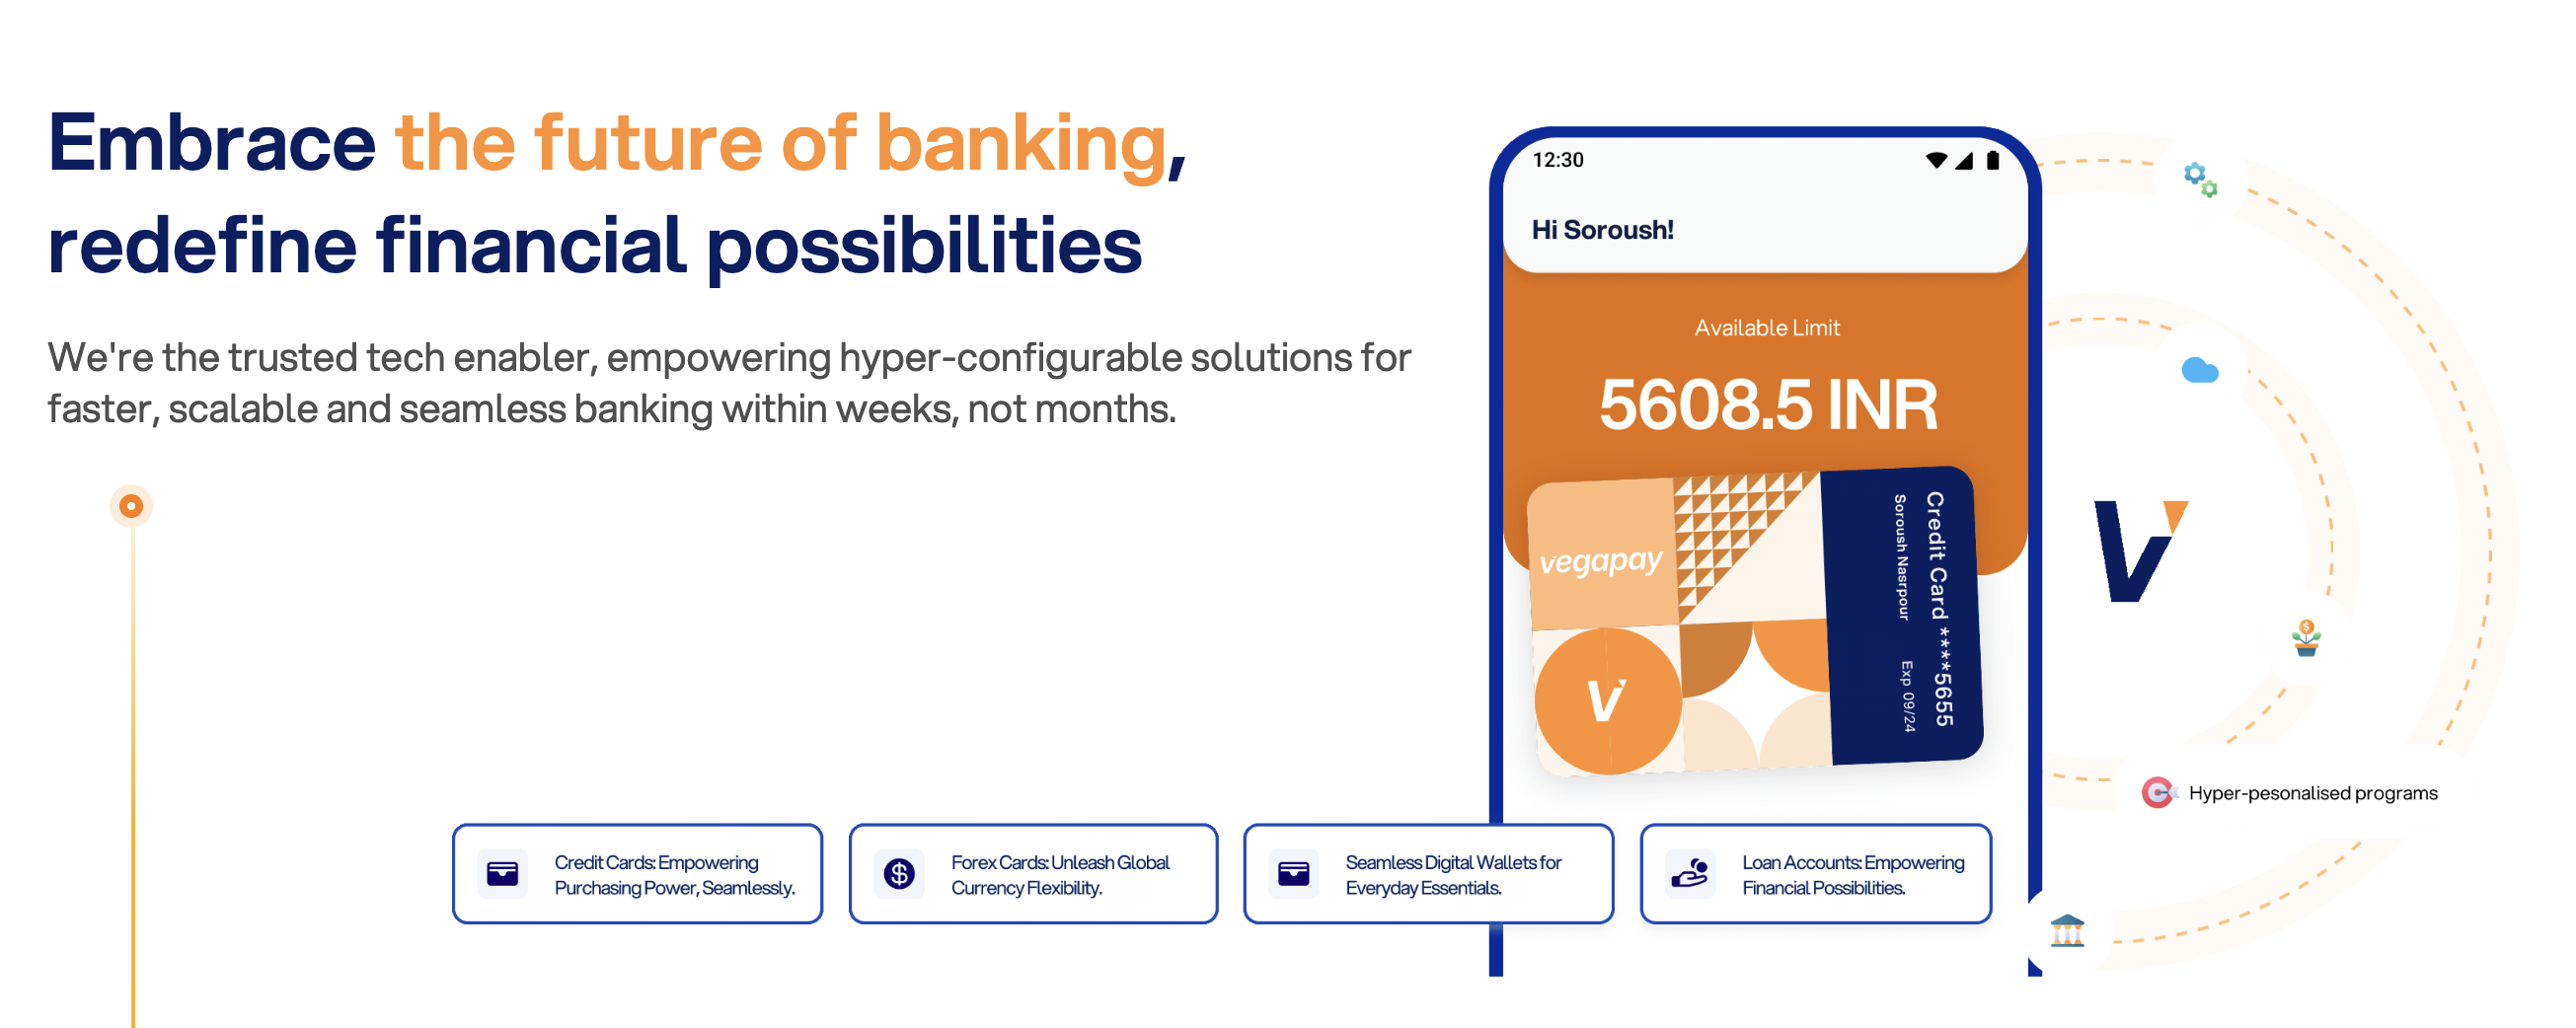 Embrace the future of banking,
redefine financial possibilities
We're the trusted tech enabler, empowering hyper-configurable solutions for
faster, scalable and seamless banking within weeks, not months.
12:30
Hi Soroush!
Available Limit
5608.5 INR
vegapay
V
Credit Card ****5655
Soroush Nasrpour
Exp 09/24
V
Hyper-pesonalised programs
Credit Cards: Empowering
Purchasing Power, Seamlessly.
Forex Cards: Unleash Global
Currency Flexibility.
Seamless Digital Wallets for
Everyday Essentials.
Loan Accounts: Empowering
Financial Possibilities.